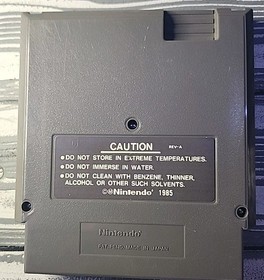 CAUTION REV-A
• DO NOT STORE IN EXTREME TEMPERATURES.
• DO NOT IMMERSE IN WATER.
• DO NOT CLEAN WITH BENZENE, THINNER,
ALCOHOL OR OTHER SUCH SOLVENTS.
©®Nintendo® 1985
Nintendo®